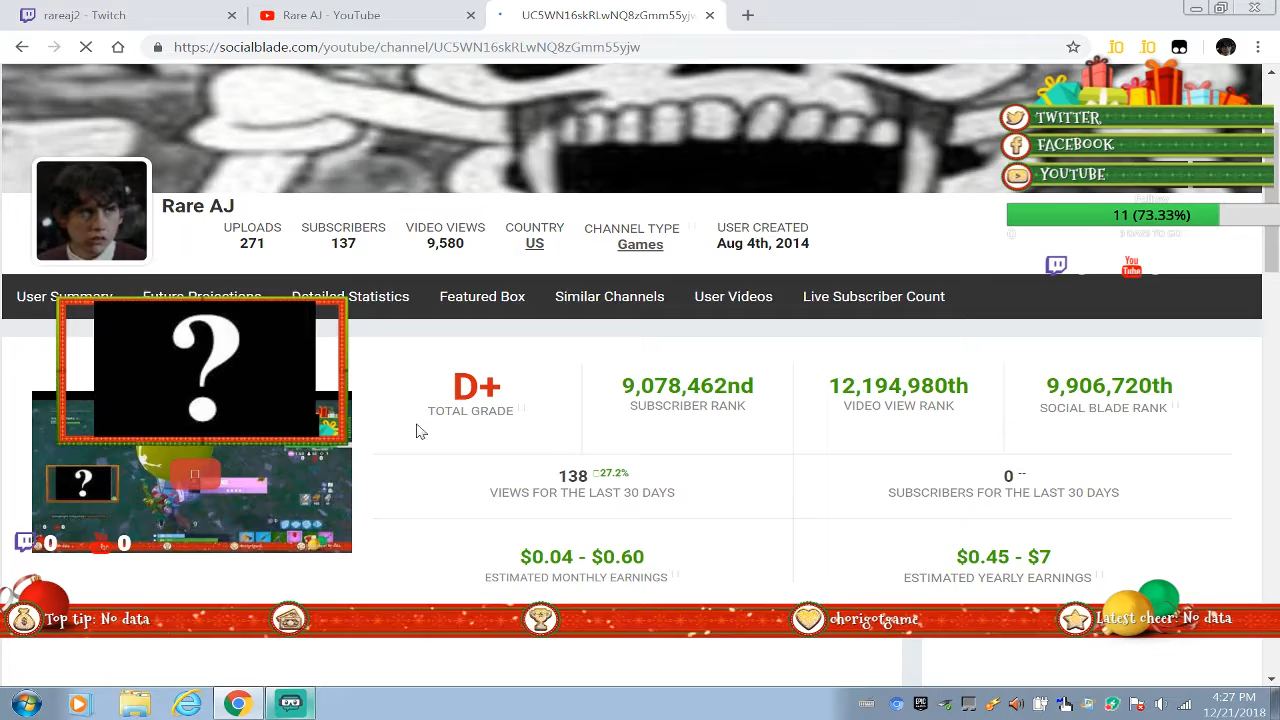 rareaj2 - Twitch
Rare AJ - YouTube
UC5WN16skRLwNQ8zGmm55yjw
https://socialblade.com/youtube/channel/UC5WN16skRLwNQ8zGmm55yjw
TWITTER
FACEBOOK
YOUTUBE
11 (73.33%)
Rare AJ
UPLOADS
271
SUBSCRIBERS
137
VIDEO VIEWS
9,580
COUNTRY
US
CHANNEL TYPE
Games
USER CREATED
Aug 4th, 2014
You
Tube
User Summary
Future Projections
Detailed Statistics
Featured Box
Similar Channels
User Videos
Live Subscriber Count
?
D+
TOTAL GRADE
9,078,462nd
SUBSCRIBER RANK
12,194,980th
VIDEO VIEW RANK
9,906,720th
SOCIAL BLADE RANK
?
138 27.2%
VIEWS FOR THE LAST 30 DAYS
0 --
SUBSCRIBERS FOR THE LAST 30 DAYS
0
0
$0.04 - $0.60
ESTIMATED MONTHLY EARNINGS
$0.45 - $7
ESTIMATED YEARLY EARNINGS
Top tip: No data
ohorigotgame
Latest cheer: No data
4:27 PM
12/21/2018